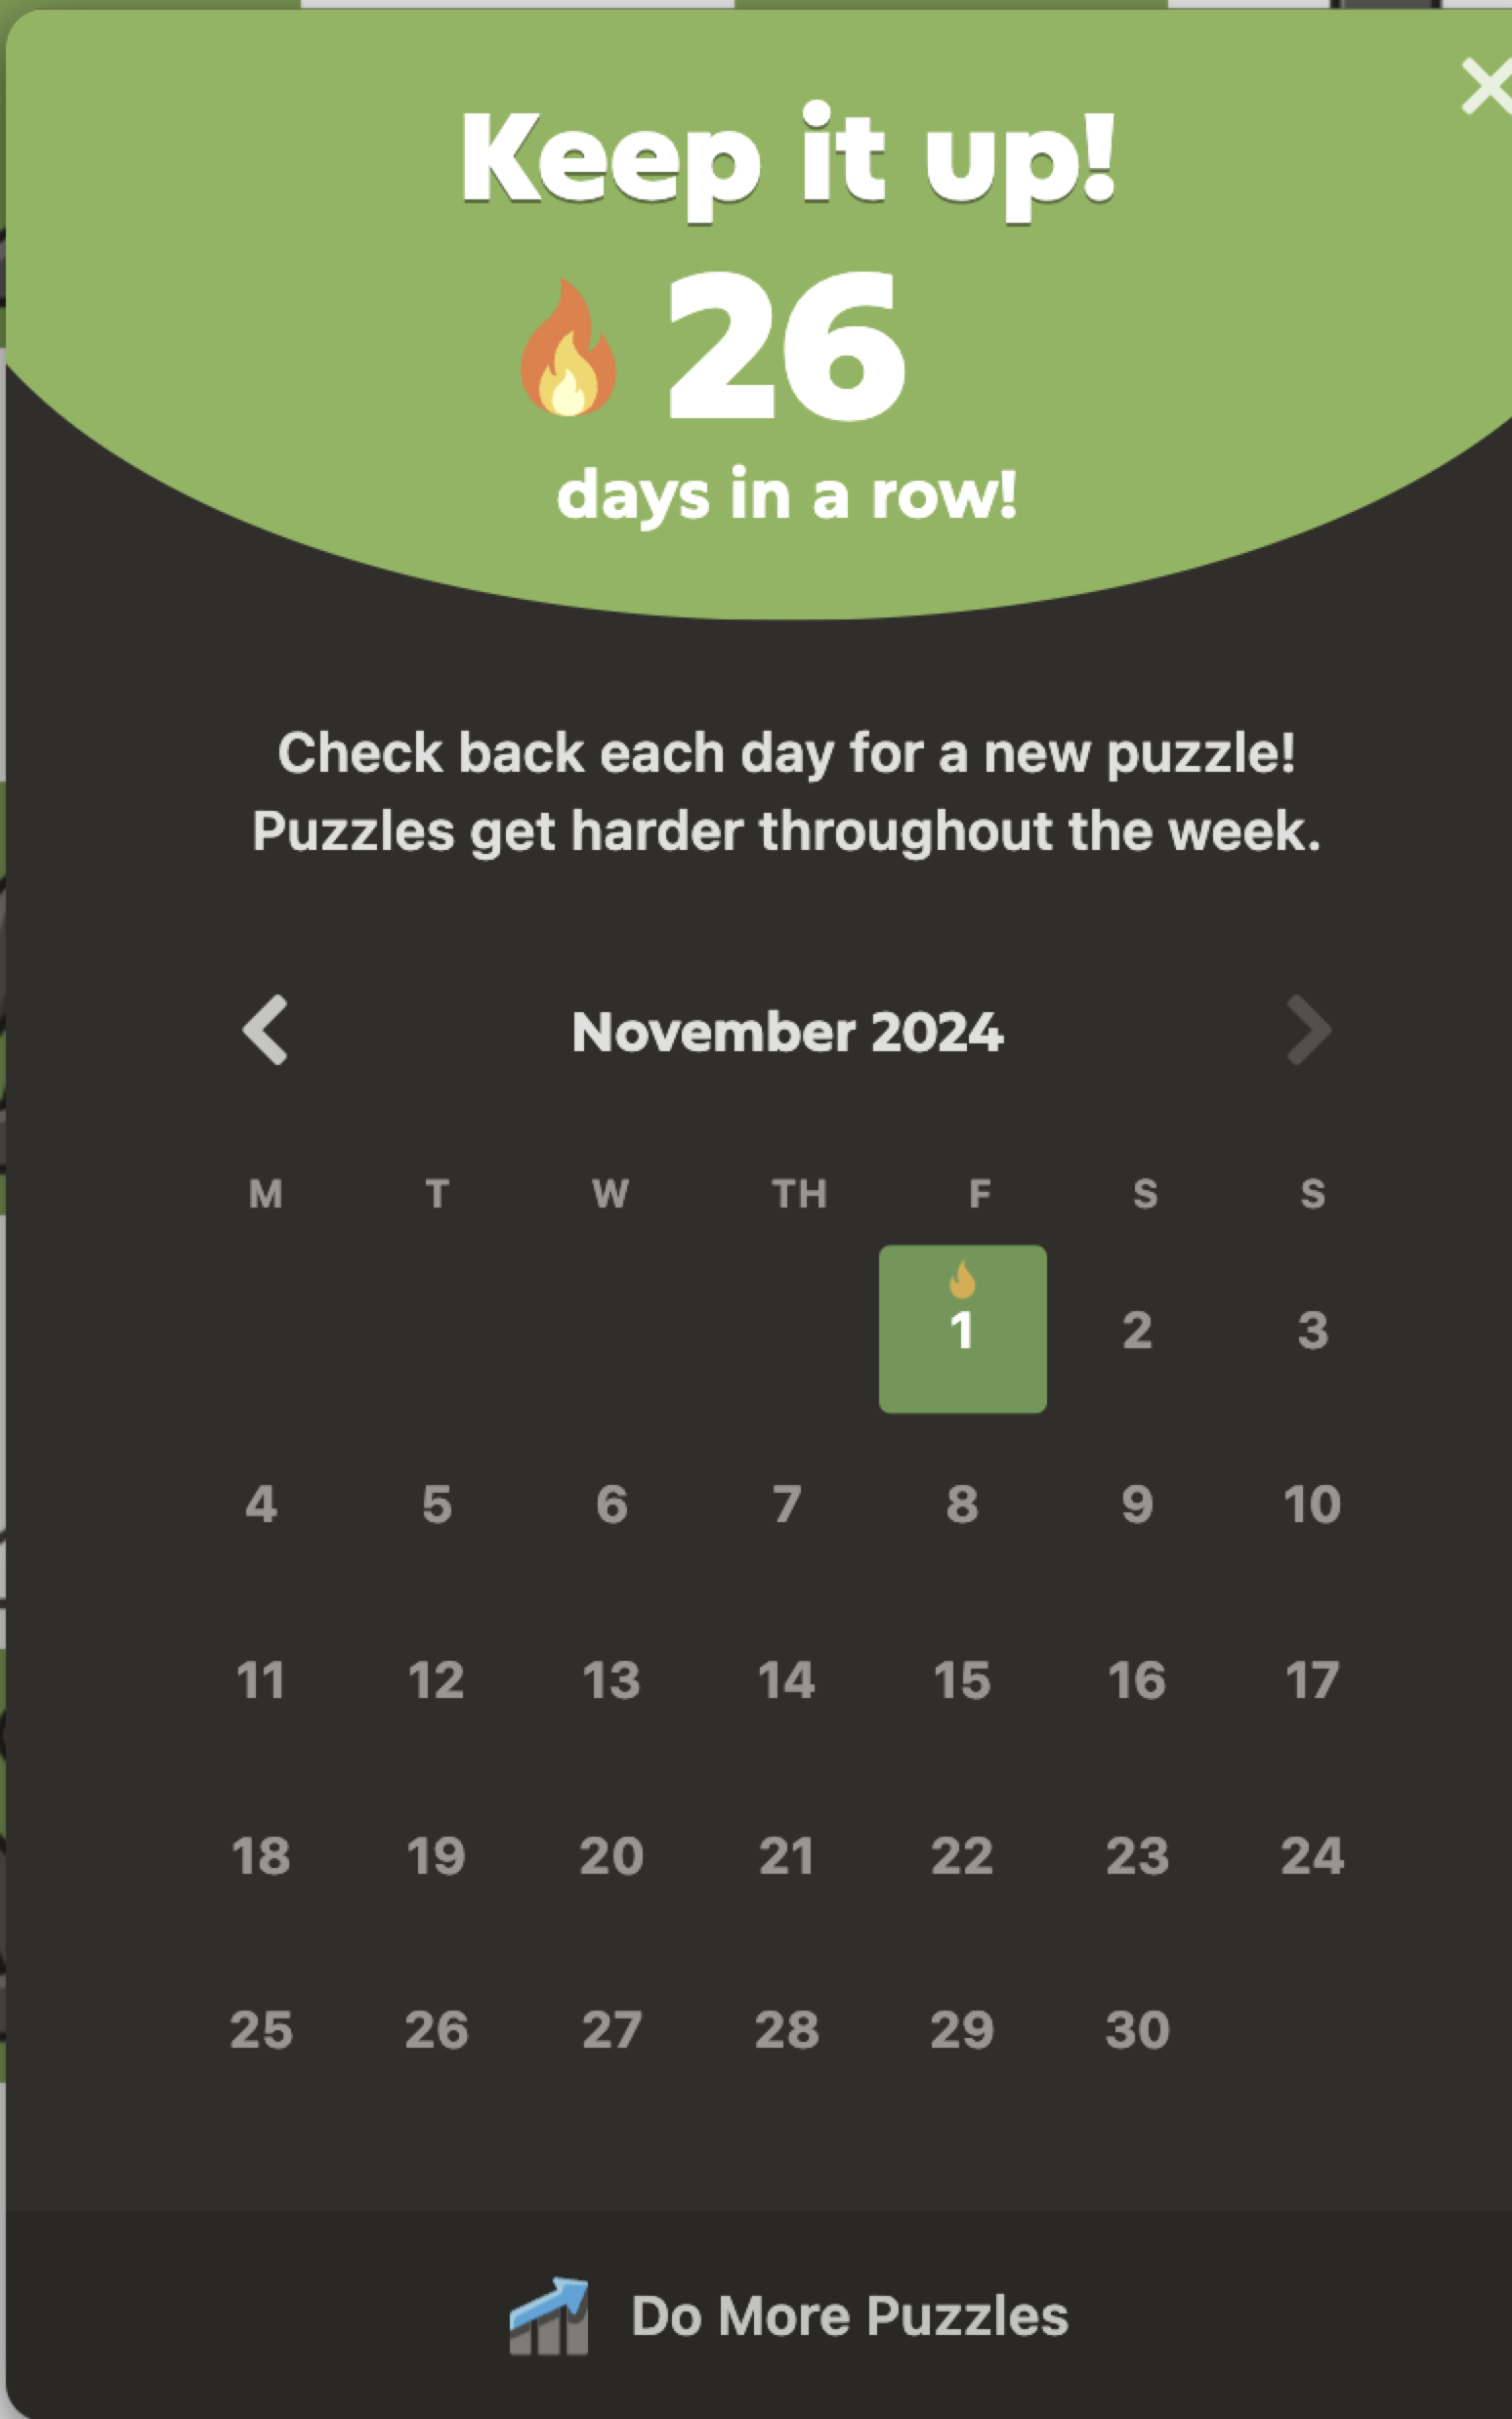 Keep it up!
26
days in a row!
Check back each day for a new puzzle!
Puzzles get harder throughout the week.
November 2024
M T W TH F S S
1 2 3
4 5 6 7 8 9 10
11 12 13 14 15 16 17
18 19 20 21 22 23 24
25 26 27 28 29 30
Do More Puzzles